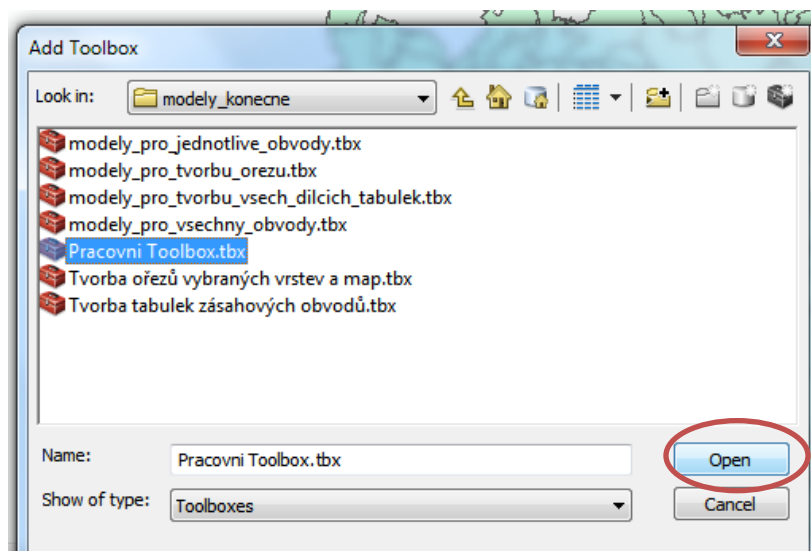 Add Toolbox
Look in: modely_konecne
modely_pro_jednotlive_obvody.tbx
modely_pro_tvorbu_orezu.tbx
modely_pro_tvorbu_vsech_dilcich_tabulek.tbx
modely_pro_vsechny_obvody.tbx
Pracovni Toolbox.tbx
Tvorba ořezů vybraných vrstev a map.tbx
Tvorba tabulek zásahových obvodů.tbx
Name: Pracovni Toolbox.tbx Open
Show of type: Toolboxes Cancel